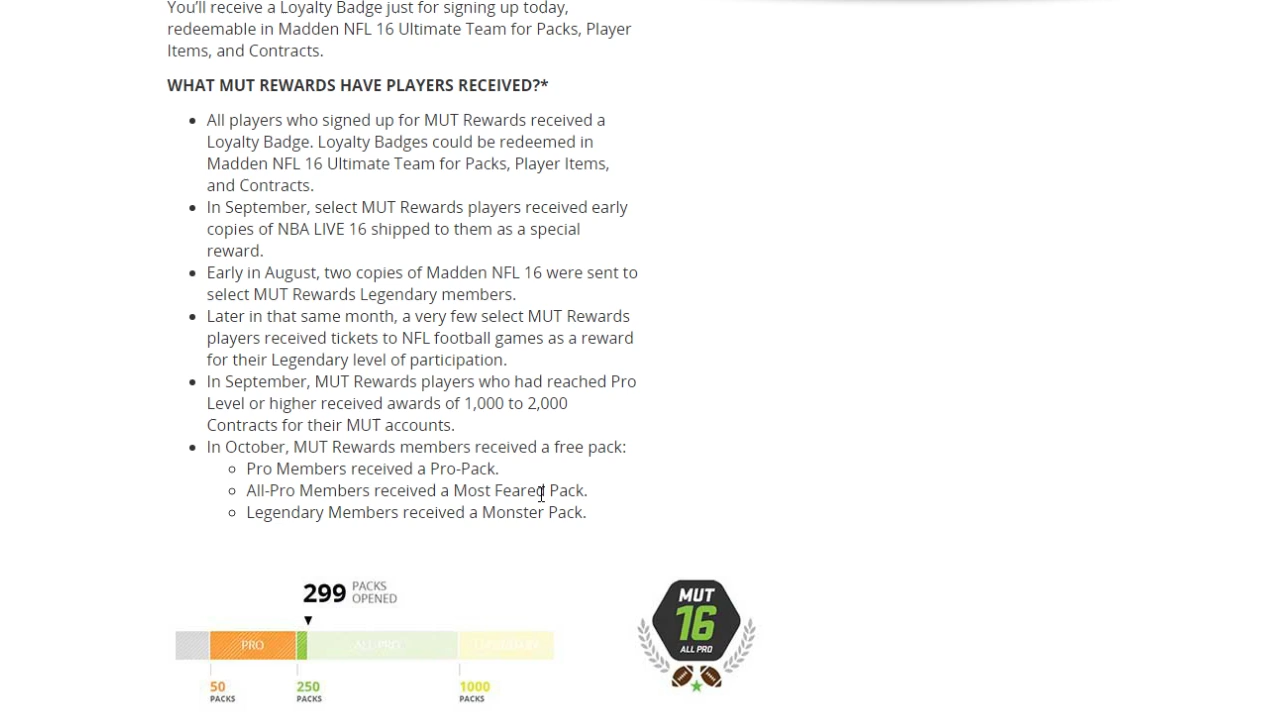 You’ll receive a Loyalty Badge just for signing up today,
redeemable in Madden NFL 16 Ultimate Team for Packs, Player
Items, and Contracts.
WHAT MUT REWARDS HAVE PLAYERS RECEIVED?*
• All players who signed up for MUT Rewards received a
Loyalty Badge. Loyalty Badges could be redeemed in
Madden NFL 16 Ultimate Team for Packs, Player Items,
and Contracts.
• In September, select MUT Rewards players received early
copies of NBA LIVE 16 shipped to them as a special
reward.
• Early in August, two copies of Madden NFL 16 were sent to
select MUT Rewards Legendary members.
• Later in that same month, a very few select MUT Rewards
players received tickets to NFL football games as a reward
for their Legendary level of participation.
• In September, MUT Rewards players who had reached Pro
Level or higher received awards of 1,000 to 2,000
Contracts for their MUT accounts.
• In October, MUT Rewards members received a free pack:
◦ Pro Members received a Pro-Pack.
◦ All-Pro Members received a Most Feared Pack.
◦ Legendary Members received a Monster Pack.
299 PACKS
OPENED
PRO ALL-PRO LEGENDARY
50 250 1000
PACKS PACKS PACKS
MUT
16
ALL PRO